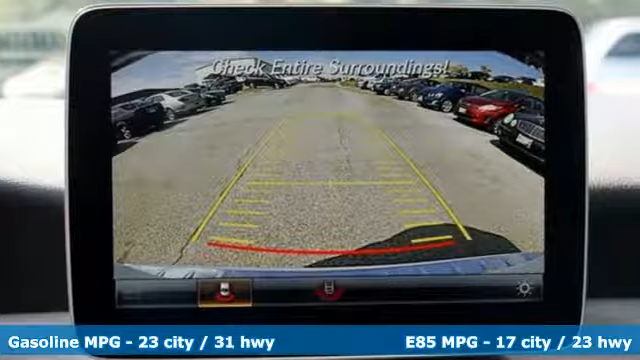 Check Entire Surroundings!
Gasoline MPG - 23 city / 31 hwy
E85 MPG - 17 city / 23 hwy